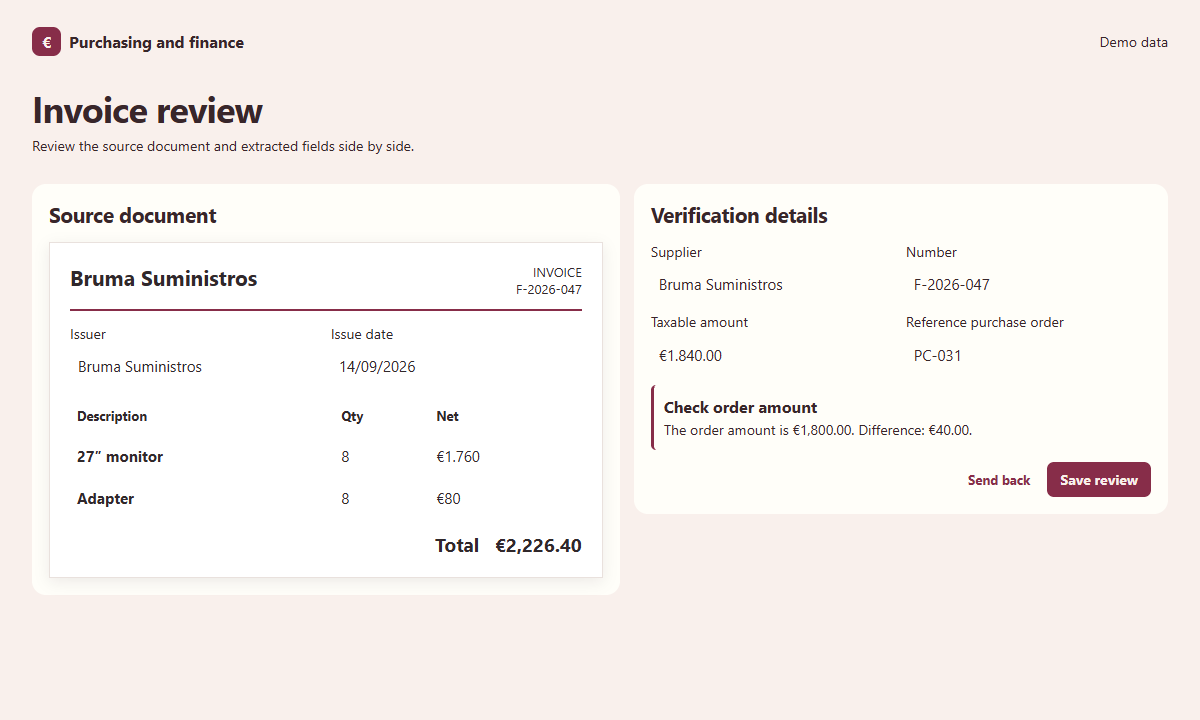 € Purchasing and finance
Demo data
Invoice review
Review the source document and extracted fields side by side.
Source document
Bruma Suministros
INVOICE
F-2026-047
Issuer
Issue date
Bruma Suministros
14/09/2026
Description Qty Net
27″ monitor 8 €1.760
Adapter 8 €80
Total €2,226.40
Verification details
Supplier
Number
Bruma Suministros
F-2026-047
Taxable amount
Reference purchase order
€1.840.00
PC-031
Check order amount
The order amount is €1,800.00. Difference: €40.00.
Send back
Save review